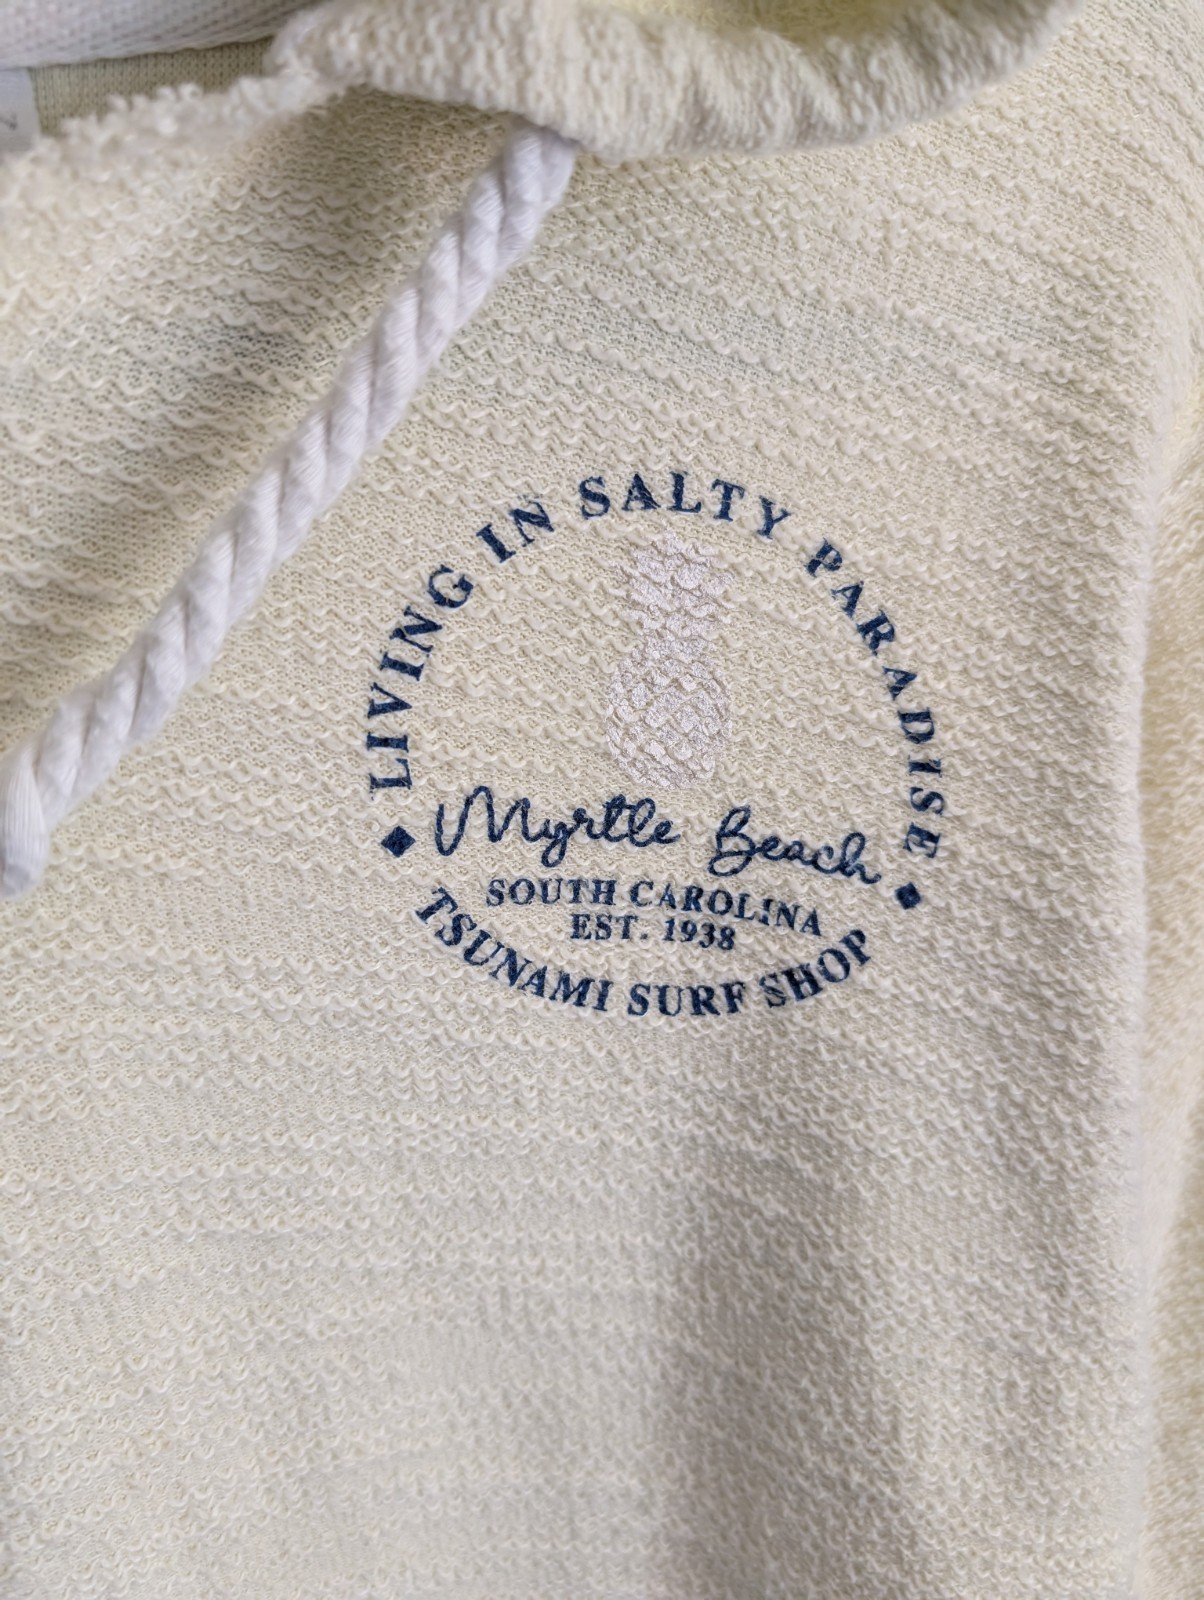 LIVING IN SALTY PARADISE
Myrtle Beach
SOUTH CAROLINA
EST. 1938
TSUNAMI SURF SHOP